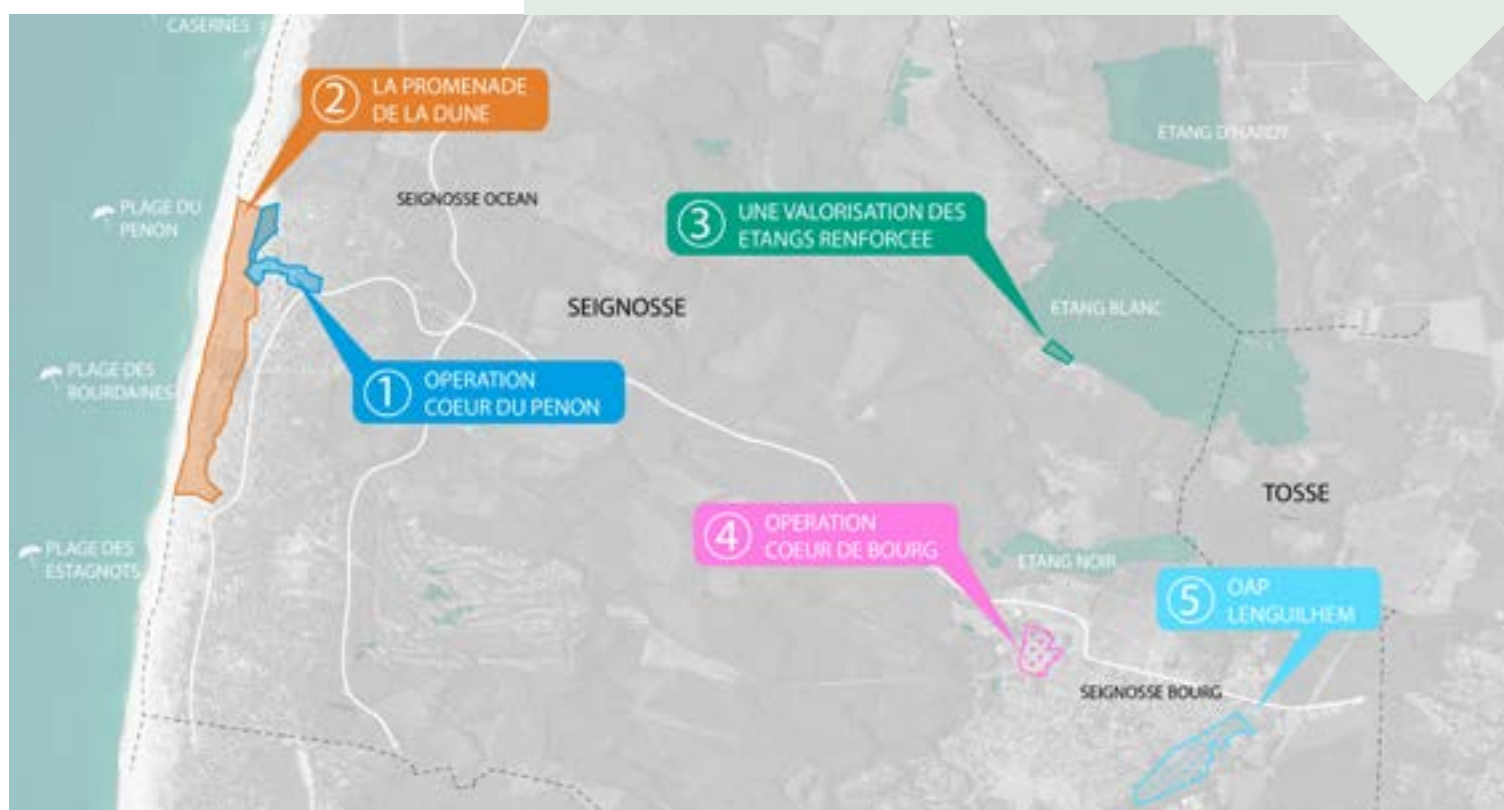 CASERNES
② LA PROMENADE
DE LA DUNE
ETANG D'HARDY
SEIGNOSSE OCEAN
PLAGE DU
PENON
③ UNE VALORISATION DES
ETANGS RENFORCEE
SEIGNOSSE
ETANG BLANC
PLAGE DES
BOURDAINES
① OPERATION
COEUR DU PENON
TOSSE
④ OPERATION
COEUR DE BOURG
PLAGE DES
ESTAGNOTS
ETANG NOIR
⑤ OAP
LENGUILHEM
SEIGNOSSE BOURG